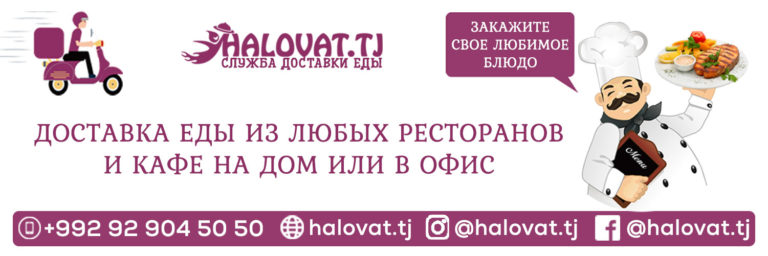 HALOVAT.TJ
СЛУЖБА ДОСТАВКИ ЕДЫ
ЗАКАЖИТЕ
СВОЕ ЛЮБИМОЕ
БЛЮДО
ДОСТАВКА ЕДЫ ИЗ ЛЮБЫХ РЕСТОРАНОВ
И КАФЕ НА ДОМ ИЛИ В ОФИС
Menu
+992 92 904 50 50 halovat.tj @halovat.tj @halovat.tj